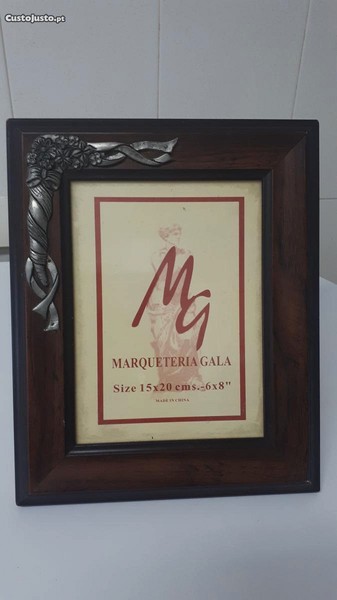 CustoJusto.pt
MG
MARQUETERIA GALA
Size 15x20 cms.-6x8"
MADE IN CHINA